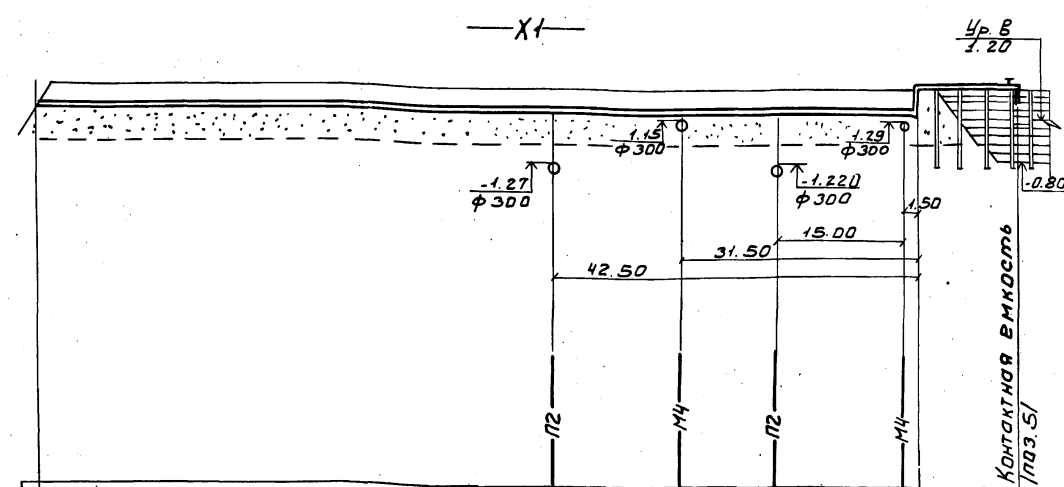 X1
Ур. В
1.20
1.15
ф300
1.29
ф300
-1.27
ф300
-1.220
ф300
-0.80
1.50
15.00
31.50
42.50
П2
М4
П2
М4
Контактная емкость
/поз. 5/